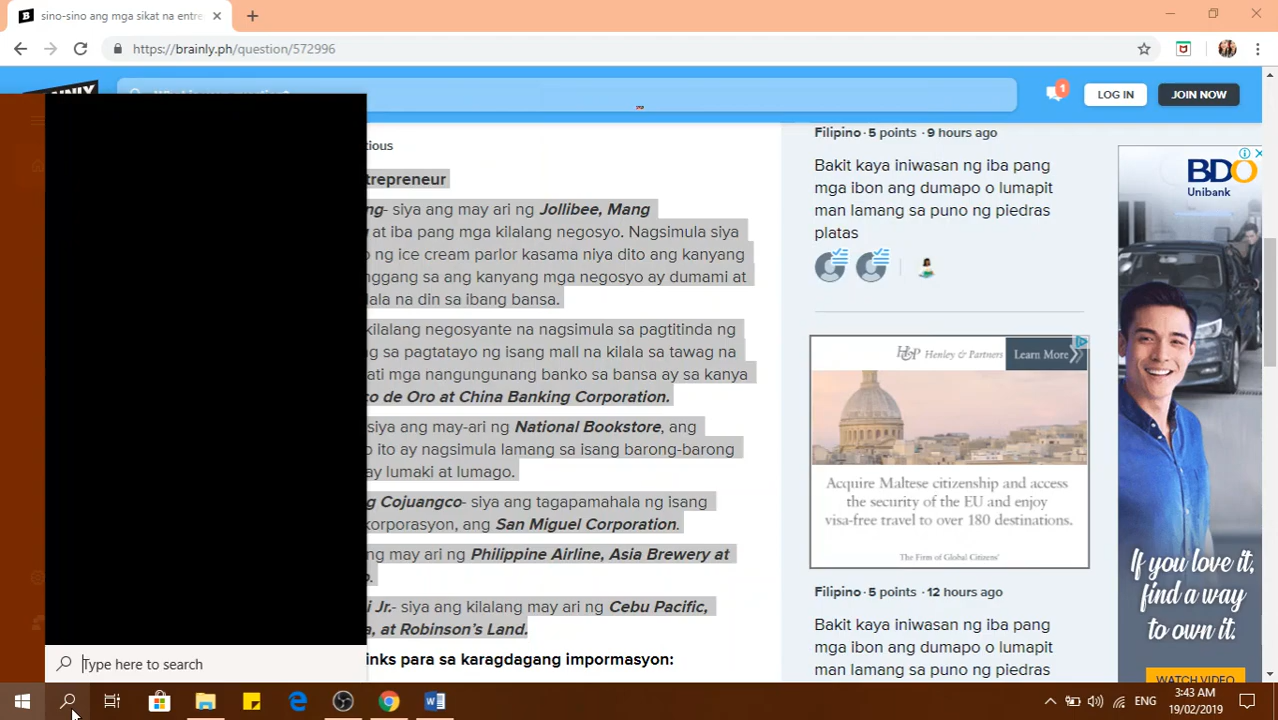 sino-sino ang mga sikat na entre
https://brainly.ph/question/572996
LOG IN
JOIN NOW
1
trepreneur
ng- siya ang may ari ng Jollibee, Mang
at iba pang mga kilalang negosyo. Nagsimula siya
ng ice cream parlor kasama niya dito ang kanyang
nggang sa ang kanyang mga negosyo ay dumami at
lala na din sa ibang bansa.
kilalang negosyante na nagsimula sa pagtitinda ng
g sa pagtatayo ng isang mall na kilala sa tawag na
ati mga nangungunang banko sa bansa ay sa kanya
co de Oro at China Banking Corporation.
siya ang may-ari ng National Bookstore, ang
o ito ay nagsimula lamang sa isang barong-barong
ay lumaki at lumago.
g Cojuangco- siya ang tagapamahala ng isang
korporasyon, ang San Miguel Corporation.
ng may ari ng Philippine Airline, Asia Brewery at
o.
i Jr.- siya ang kilalang may ari ng Cebu Pacific,
a, at Robinson's Land.
inks para sa karagdagang impormasyon:
Filipino · 5 points · 9 hours ago
Bakit kaya iniwasan ng iba pang
mga ibon ang dumapo o lumapit
man lamang sa puno ng piedras
platas
H&P Henley & Partners
Learn More
Acquire Maltese citizenship and access
the security of the EU and enjoy
visa-free travel to over 180 destinations.
The Firm of Global Citizens'
Filipino · 5 points · 12 hours ago
Bakit kaya iniwasan ng iba pang
mga ibon ang dumapo o lumapit
man lamang sa puno ng piedras
BDO
Unibank
If you love it,
find a way
to own it.
WATCH VIDEO
Type here to search
ENG
3:43 AM
19/02/2019